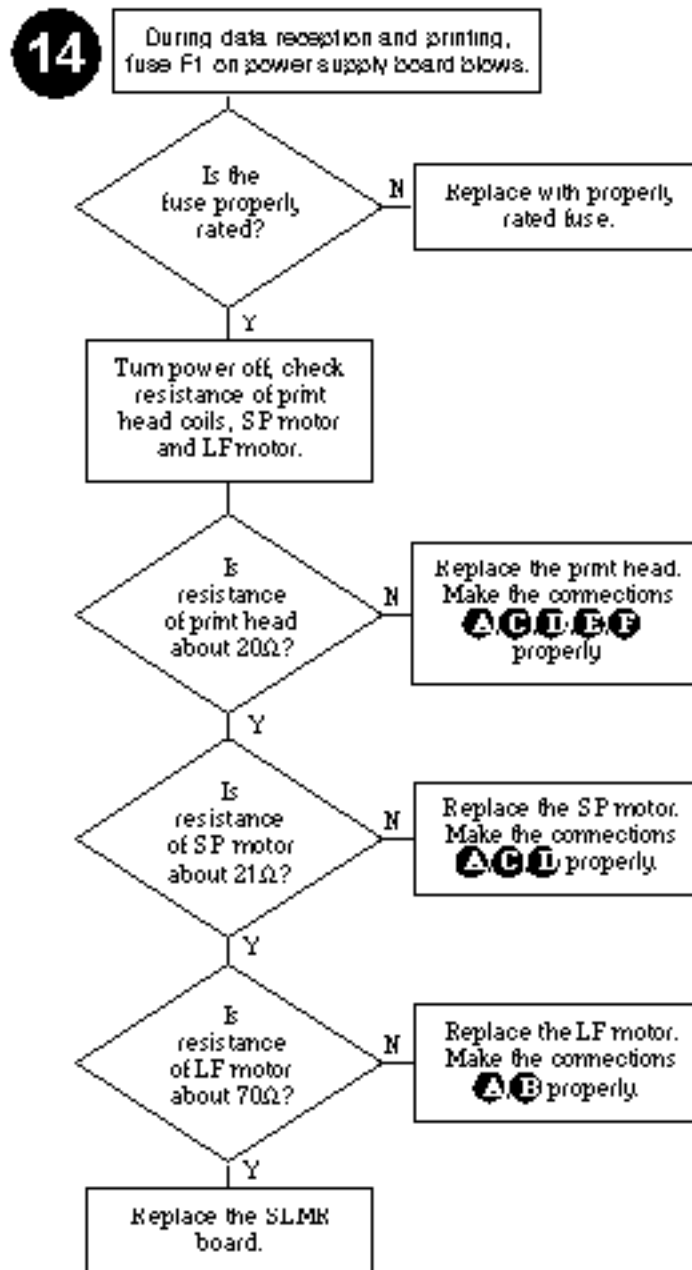 14
During data reception and printing,
fuse F1 on power supply board blows.
Is the
fuse properly
rated?
N
Replace with properly
rated fuse.
Y
Turn power off, check
resistance of print
head coils, SP motor
and LF motor.
Is
resistance
of print head
about 20Ω?
N
Replace the print head.
Make the connections
A, C, D, E, F
properly
Y
Is
resistance
of SP motor
about 21Ω?
N
Replace the SP motor.
Make the connections
A, C, D, properly.
Y
Is
resistance
of LF motor
about 70Ω?
N
Replace the LF motor.
Make the connections
A, B properly.
Y
Replace the SLMR
board.